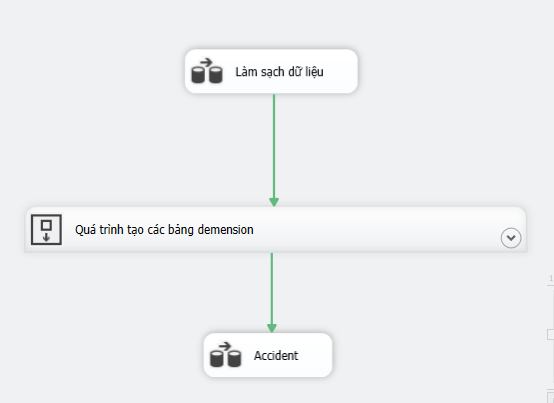 Làm sạch dữ liệu
Quá trình tạo các bảng demension
Accident